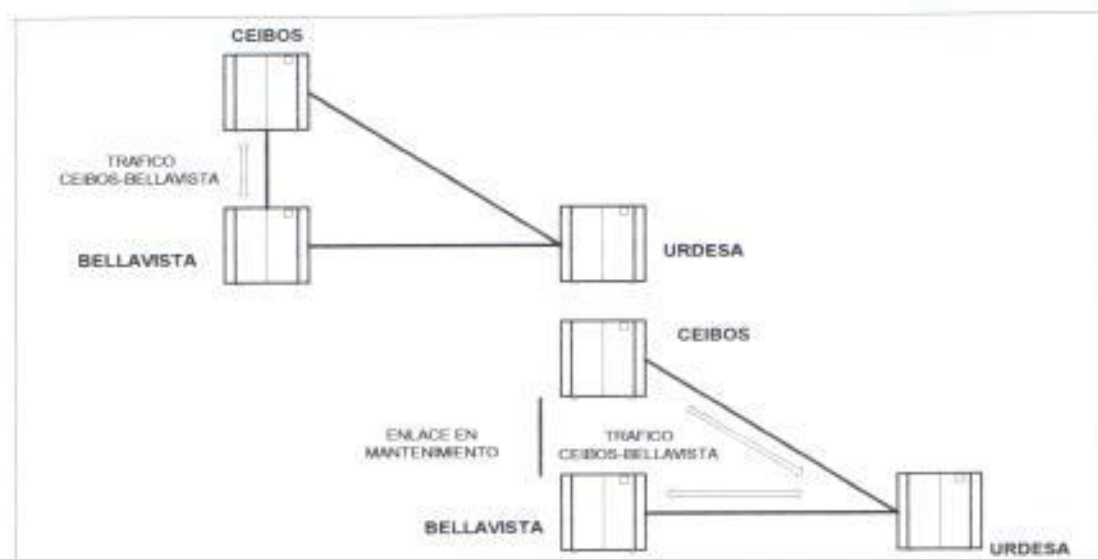 CEIBOS
TRAFICO
CEIBOS-BELLAVISTA
BELLAVISTA
URDESA
CEIBOS
ENLACE EN
MANTENIMIENTO
TRAFICO
CEIBOS-BELLAVISTA
BELLAVISTA
URDESA